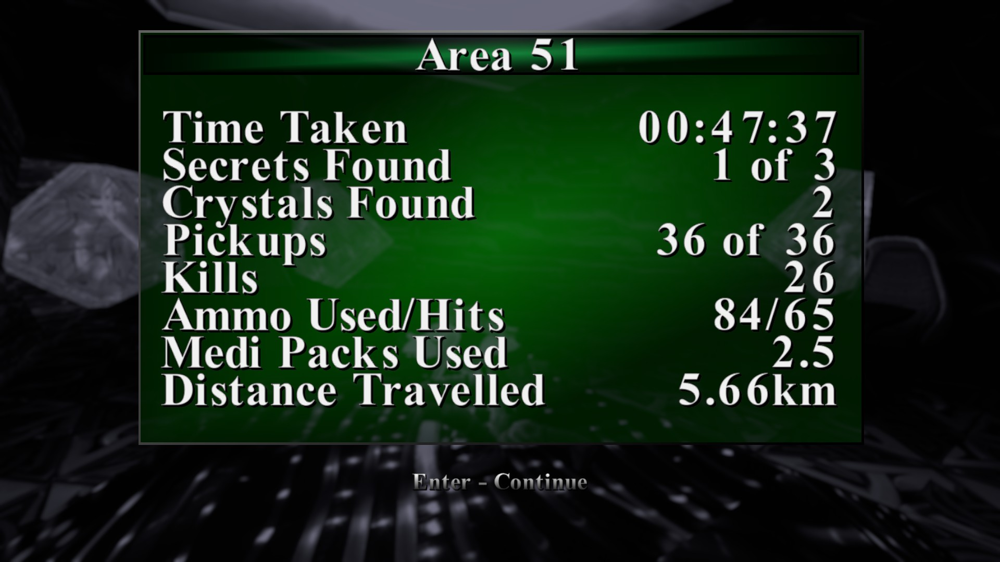 Area 51
Time Taken 00:47:37
Secrets Found 1 of 3
Crystals Found 2
Pickups 36 of 36
Kills 26
Ammo Used/Hits 84/65
Medi Packs Used 2.5
Distance Travelled 5.66km
Enter - Continue